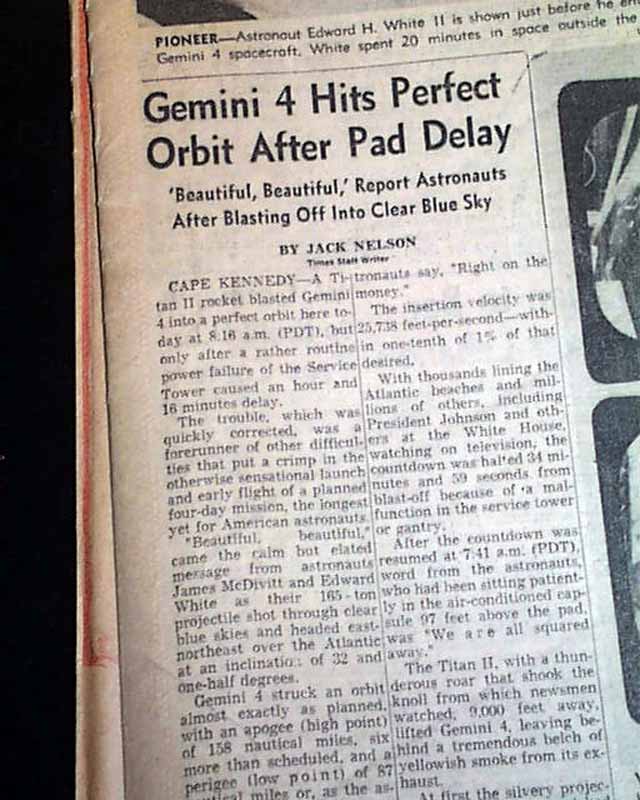 PIONEER—Astronaut Edward H. White II is shown just before he
Gemini 4 spacecraft. White spent 20 minutes in space outside the
Gemini 4 Hits Perfect
Orbit After Pad Delay
'Beautiful, Beautiful,' Report Astronauts
After Blasting Off Into Clear Blue Sky
BY JACK NELSON
Times Staff Writer
CAPE KENNEDY—A Ti-
tan II rocket blasted Gemini
4 into a perfect orbit here to-
day at 8:16 a.m. (PDT), but
only after a rather routine
power failure of the Service
Tower caused an hour and
16 minutes delay.
The trouble, which was
quickly corrected, was a
forerunner of other difficul-
ties that put a crimp in the
otherwise sensational launch
and early flight of a planned
four-day mission, the longest
yet for American astronauts.
"Beautiful, beautiful,"
came the calm but elated
message from astronauts
James McDivitt and Edward
White as their 165-ton
projectile shot through clear
blue skies and headed east-
northeast over the Atlantic
at an inclination of 32 and
one-half degrees.
Gemini 4 struck an orbit
almost exactly as planned,
with an apogee (high point)
of 158 nautical miles, six
more than scheduled, and a
perigee (low point) of 87
miles or, as the as-
tronauts say, "Right on the
money."
The insertion velocity was
25,738 feet-per-second—with-
in one-tenth of 1% of that
desired.
With thousands lining the
Atlantic beaches and mil-
lions of others, including
President Johnson and oth-
ers at the White House,
watching on television, the
countdown was halted 34 mi-
nutes and 59 seconds from
blast-off because of a mal-
function in the service tower
or gantry.
After the countdown was
resumed at 7:41 a.m. (PDT),
word from the astronauts,
who had been sitting patient-
ly in the air-conditioned cap-
sule 97 feet above the pad,
was "We are all squared
away."
The Titan II, with a thun-
derous roar that shook the
knoll from which newsmen
watched, 9,000 feet away,
lifted Gemini 4, leaving be-
hind a tremendous belch of
yellowish smoke from its ex-
haust.
At first the silvery projec-